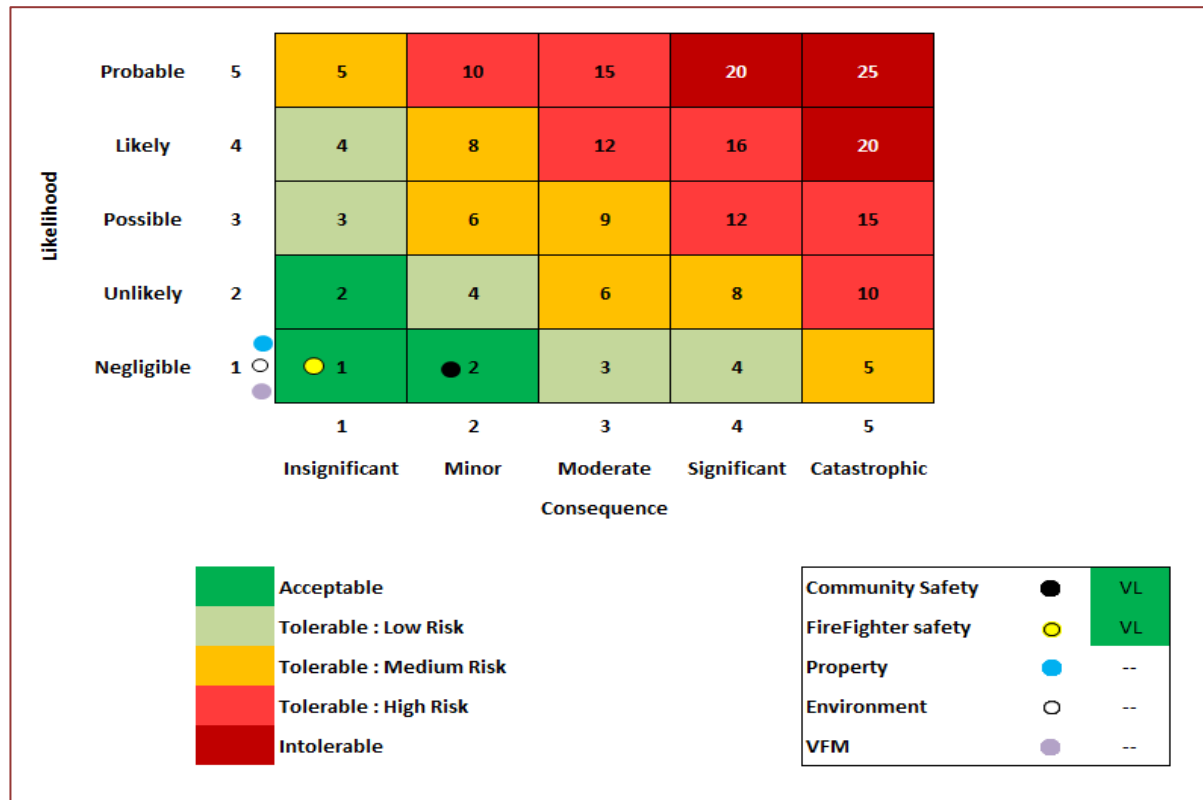 Likelihood
Probable 5 5 10 15 20 25
Likely 4 4 8 12 16 20
Possible 3 3 6 9 12 15
Unlikely 2 2 4 6 8 10
Negligible 1 1 2 3 4 5
1 2 3 4 5
Insignificant Minor Moderate Significant Catastrophic
Consequence
Acceptable
Tolerable : Low Risk
Tolerable : Medium Risk
Tolerable : High Risk
Intolerable
Community Safety VL
FireFighter safety VL
Property --
Environment --
VFM --